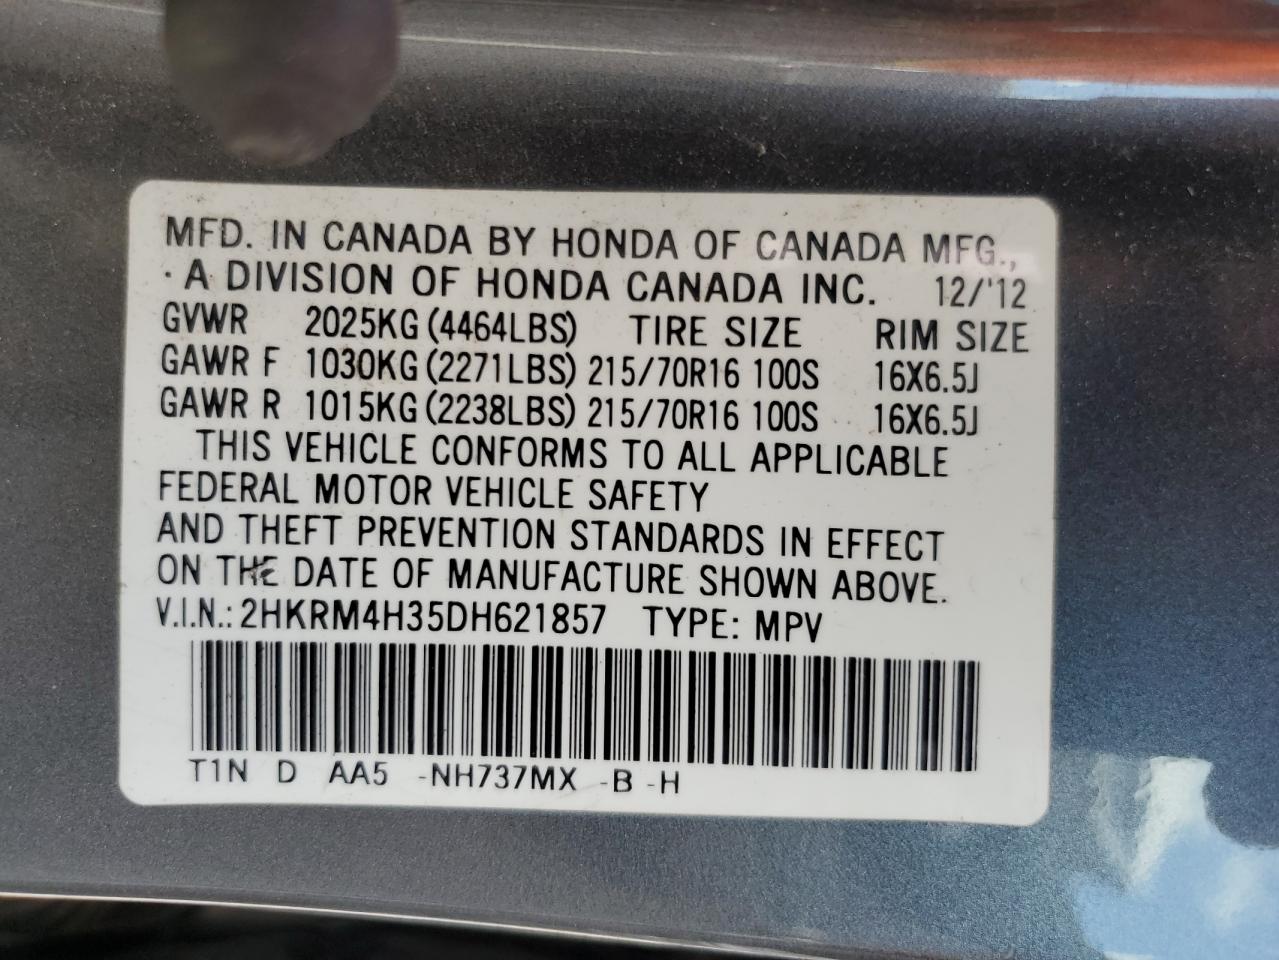 MFD. IN CANADA BY HONDA OF CANADA MFG.,
· A DIVISION OF HONDA CANADA INC. 12/'12
GVWR 2025KG (4464LBS) TIRE SIZE RIM SIZE
GAWR F 1030KG (2271LBS) 215/70R16 100S 16X6.5J
GAWR R 1015KG (2238LBS) 215/70R16 100S 16X6.5J
THIS VEHICLE CONFORMS TO ALL APPLICABLE
FEDERAL MOTOR VEHICLE SAFETY
AND THEFT PREVENTION STANDARDS IN EFFECT
ON THE DATE OF MANUFACTURE SHOWN ABOVE.
V.I.N.: 2HKRM4H35DH621857 TYPE: MPV
T1N D AA5 -NH737MX -B -H